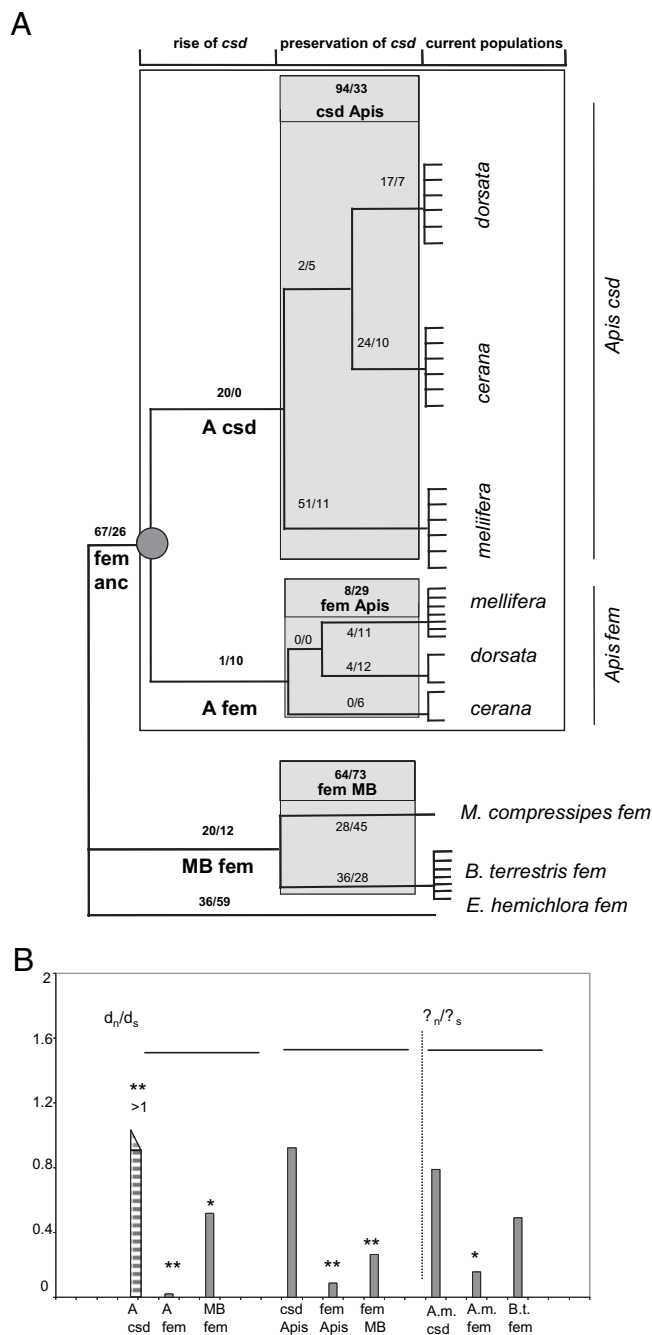 A
rise of csd preservation of csd current populations
94/33
csd Apis
17/7
dorsata
2/5
24/10
cerana
Apis csd
20/0
A csd
51/11
meliifera
67/26
fem
anc
8/29
fem Apis
mellifera
0/0
4/11
dorsata
1/10
4/12
Apis fem
A fem
0/6
cerana
64/73
fem MB
M. compressipes fem
20/12
28/45
MB fem
B. terrestris fem
36/28
36/59
E. hemichlora fem
B
2
dn/ds
?n/?s
1.6
**
>1
1.2
0.8
*
0.4
**
**
**
*
0
A csd
A fem
MB fem
csd Apis
fem Apis
fem MB
A.m. csd
A.m. fem
B.t. fem